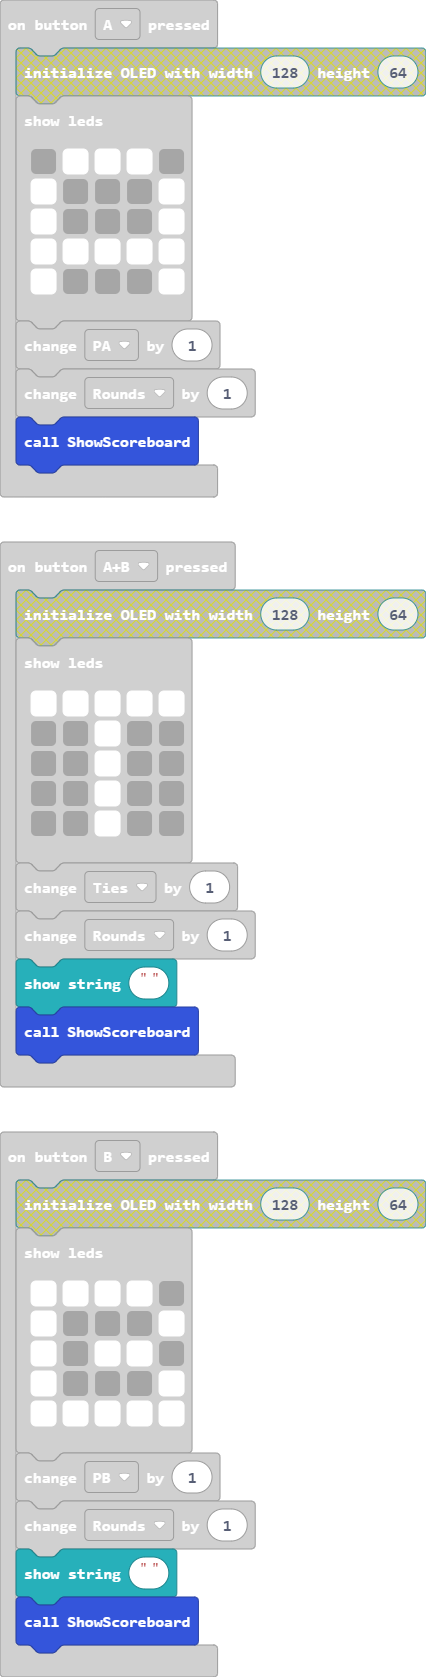 on button A pressed
initialize OLED with width 128 height 64
show leds
change PA by 1
change Rounds by 1
call ShowScoreboard
on button A+B pressed
initialize OLED with width 128 height 64
show leds
change Ties by 1
change Rounds by 1
show string " "
call ShowScoreboard
on button B pressed
initialize OLED with width 128 height 64
show leds
change PB by 1
change Rounds by 1
show string " "
call ShowScoreboard